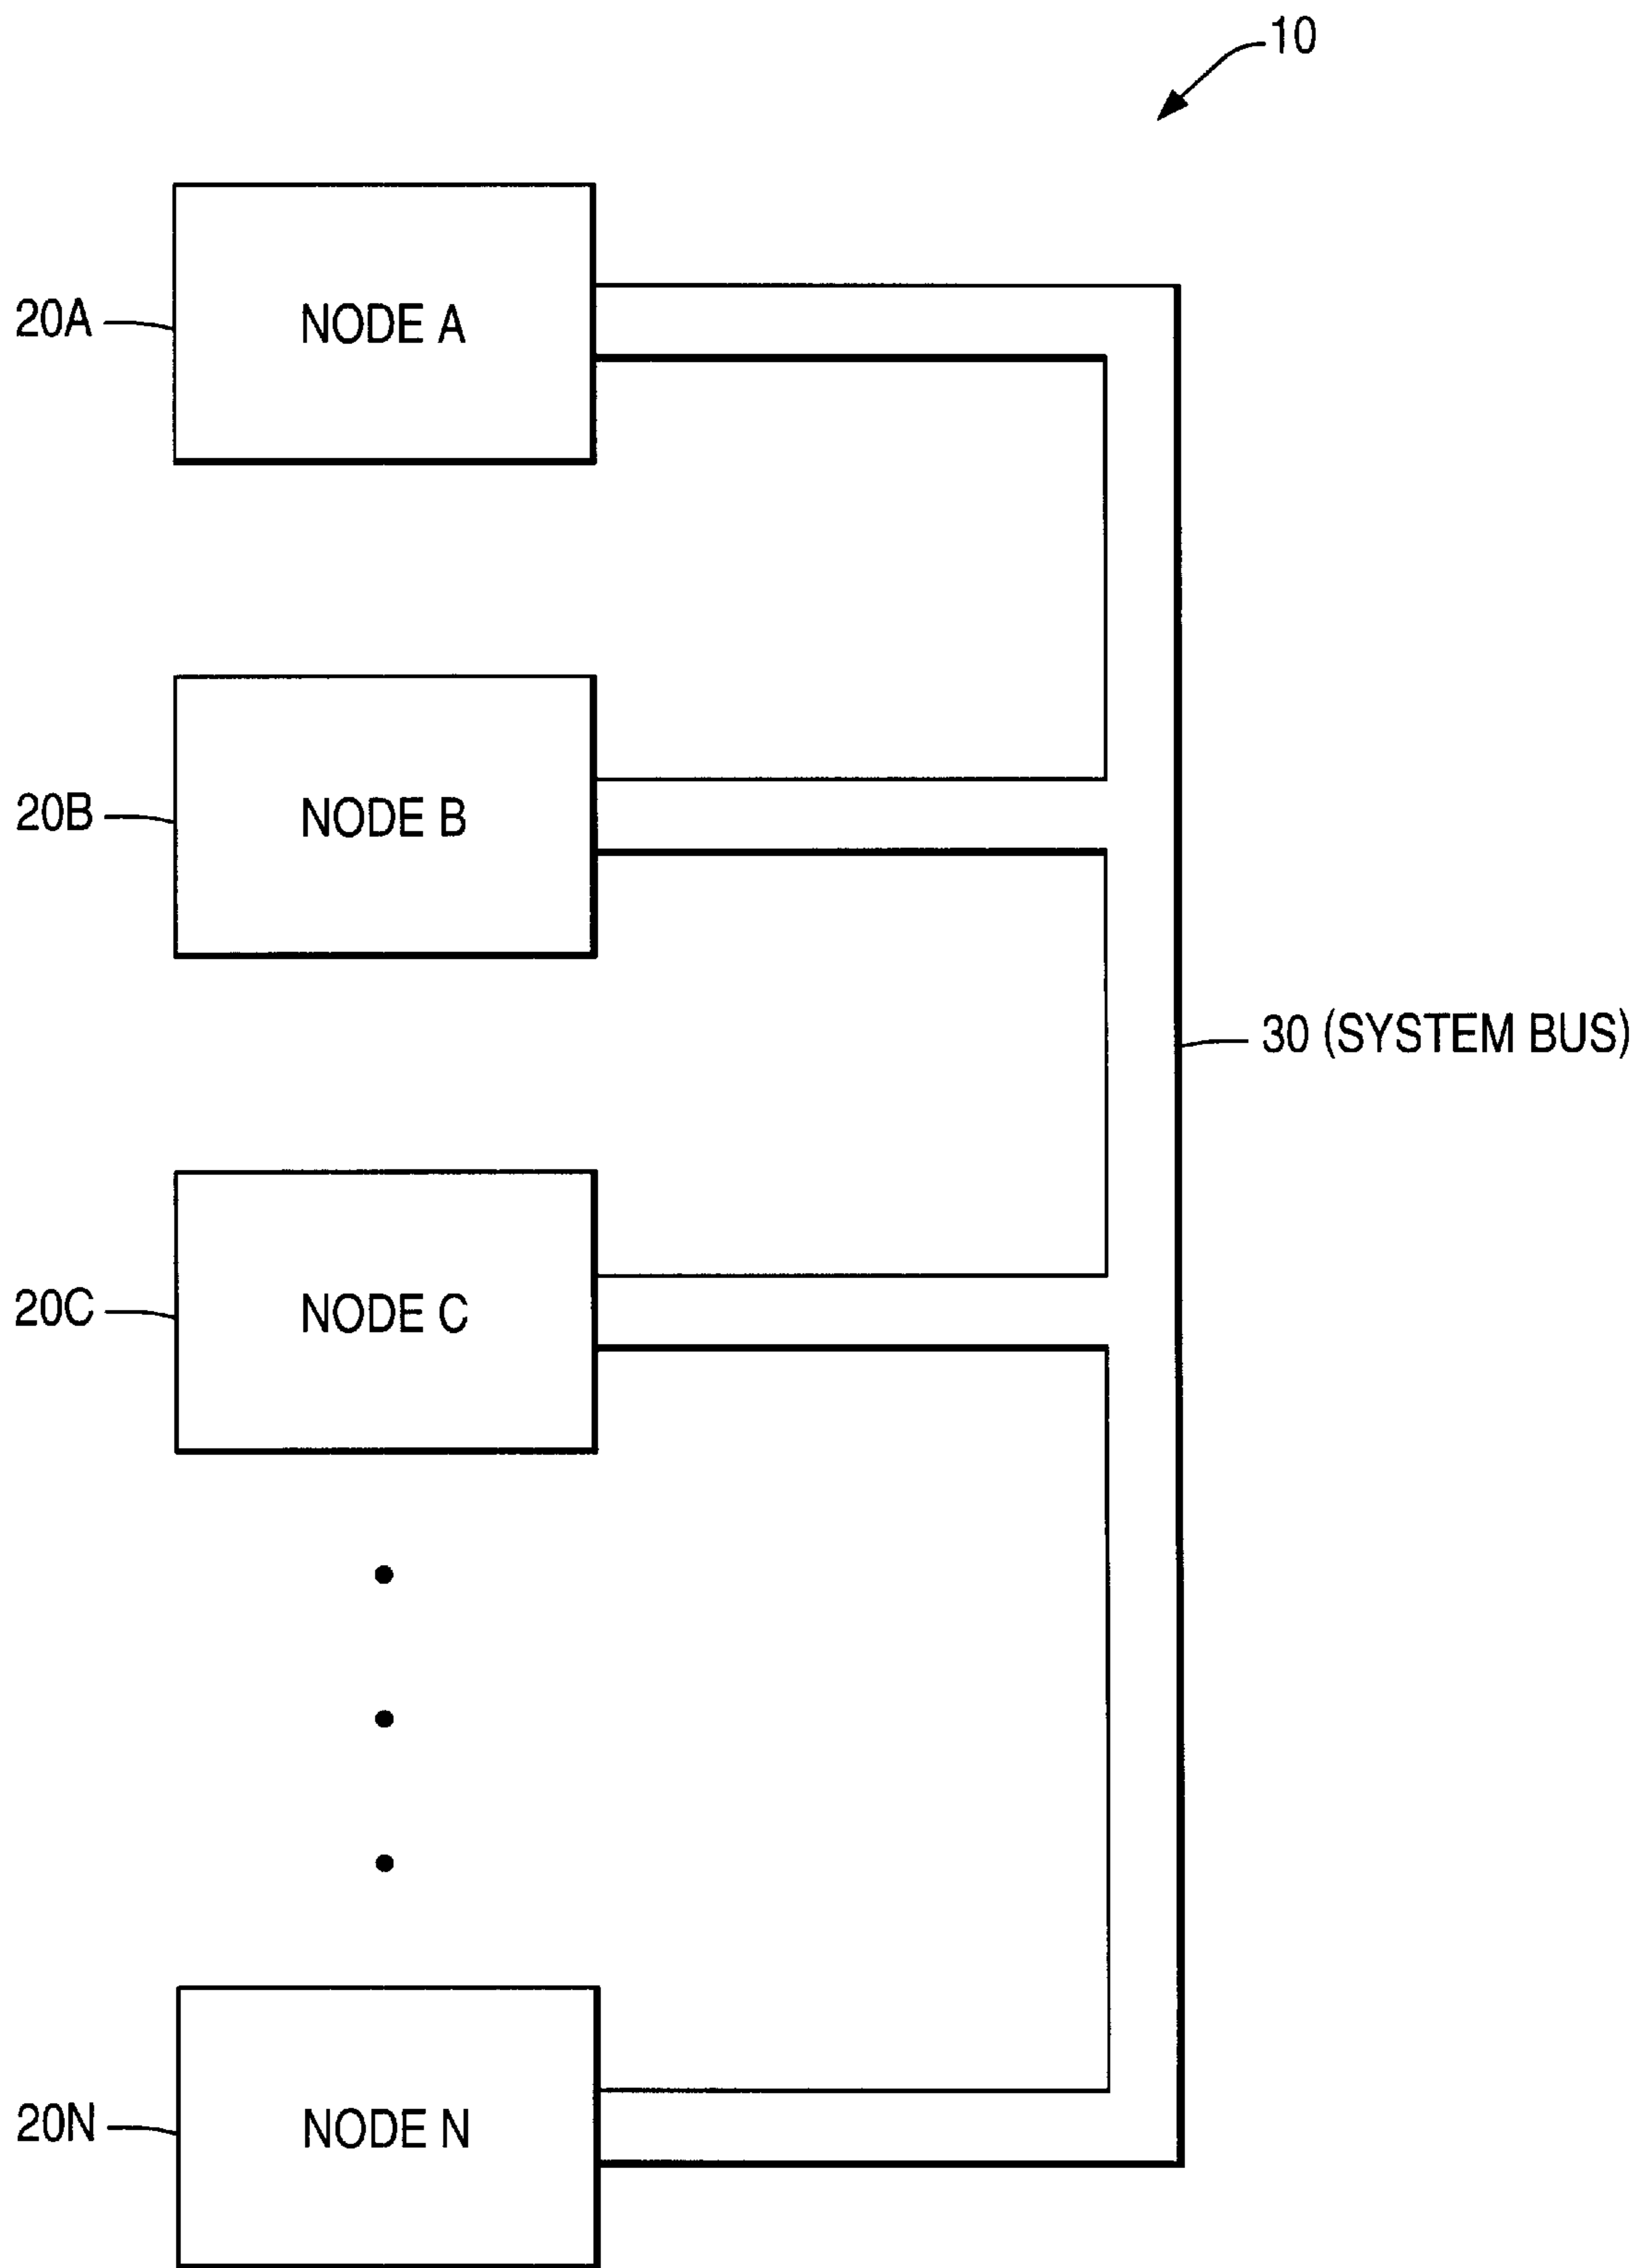 10
20A
NODE A
20B
NODE B
30 (SYSTEM BUS)
20C
NODE C
20N
NODE N